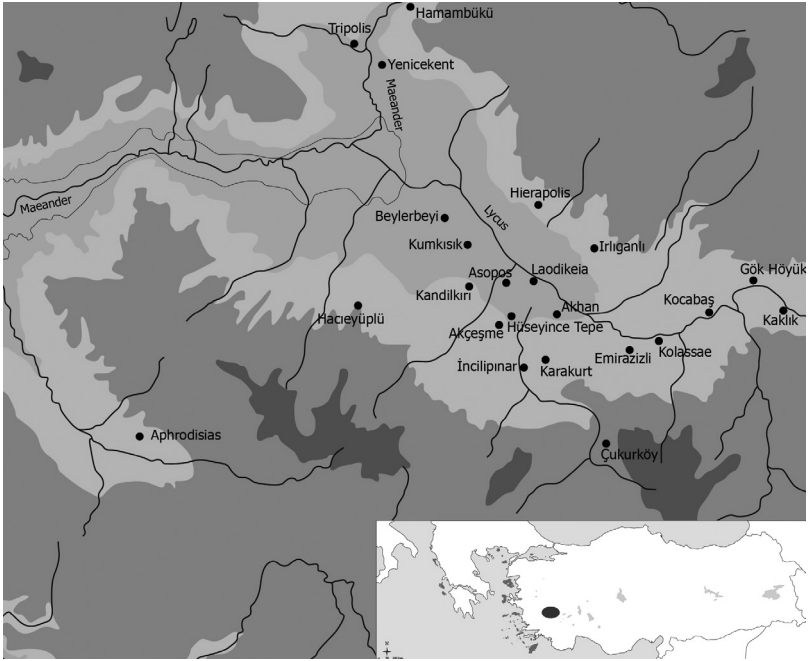 Hamambükü
Tripolis
Yenicekent
Maeander
Maeander
Hierapolis
Beylerbeyi
Lycus
Kumkısık
Irlıganlı
Asopos
Laodikeia
Gök Höyük
Kandilkırı
Akhan
Kocabaş
Hacıeyüplü
Kaklık
Akçeşme
Hüseyince Tepe
Kolassae
Emirazizli
İncilipınar
Karakurt
Aphrodisias
Çukurköy